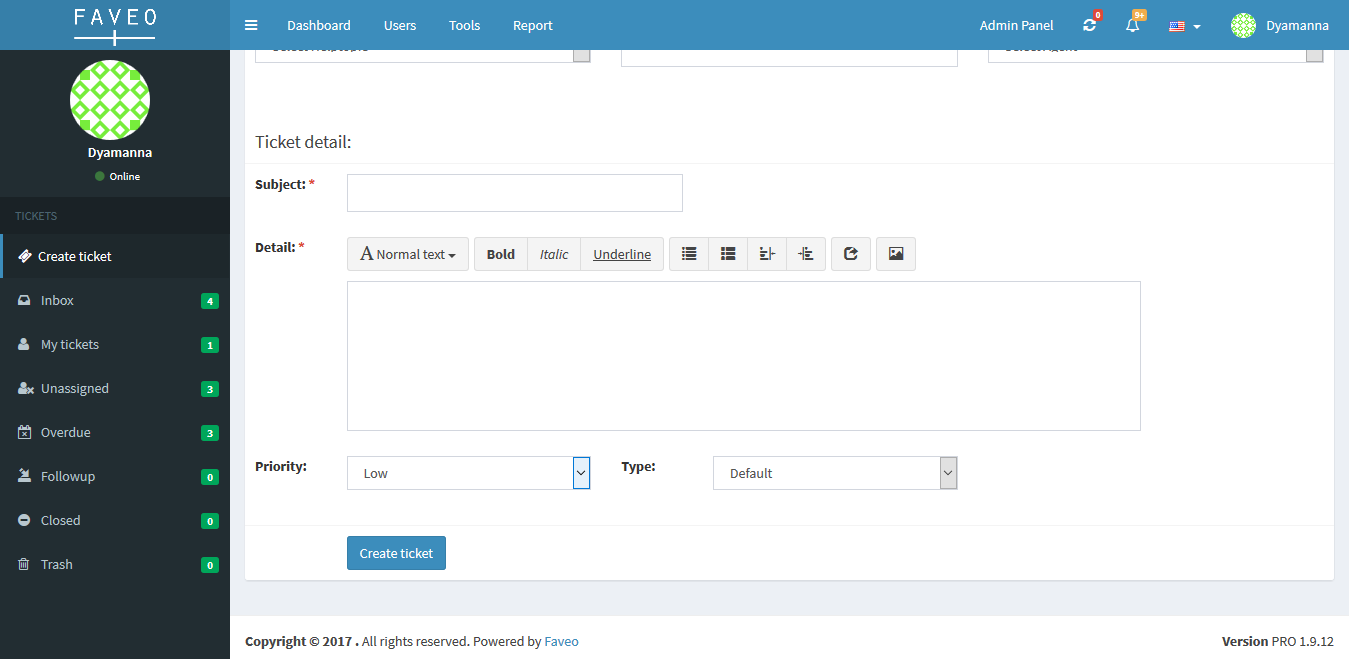 FAVEO
Dashboard Users Tools Report Admin Panel 0 9+ Dyamanna
Dyamanna
Online
TICKETS
Create ticket
Inbox 4
My tickets 1
Unassigned 3
Overdue 3
Followup 0
Closed 0
Trash 0
Ticket detail:
Subject: *
Detail: * A Normal text Bold Italic Underline
Priority: Low Type: Default
Create ticket
Copyright © 2017 . All rights reserved. Powered by Faveo Version PRO 1.9.12